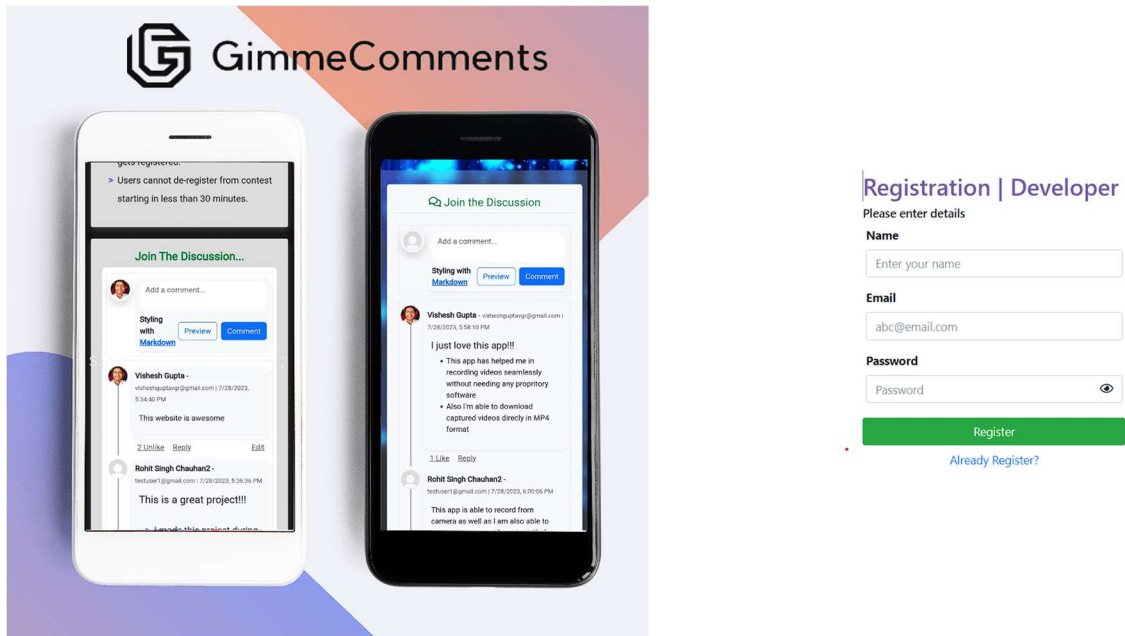 GimmeComments
gets registered.
> Users cannot de-register from contest
starting in less than 30 minutes.
Join The Discussion...
Add a comment...
Styling
with
Markdown
Preview
Comment
Vishesh Gupta -
visheshguptavgr@gmail.com | 7/28/2023,
5:34:40 PM
This website is awesome
2 Unlike Reply Edit
Rohit Singh Chauhan2 -
testuser1@gmail.com | 7/28/2023, 5:36:36 PM
This is a great project!!!
> I made this project during
Join the Discussion
Add a comment...
Styling with
Markdown
Preview
Comment
Vishesh Gupta - visheshguptavgr@gmail.com |
7/28/2023, 5:58:10 PM
I just love this app!!!
• This app has helped me in
recording videos seamlessly
without needing any propritory
software
• Also I'm able to download
captured videos direcly in MP4
format
1 Like Reply
Rohit Singh Chauhan2 -
testuser1@gmail.com | 7/28/2023, 6:00:06 PM
This app is able to record from
camera as well as I am also able to
Registration | Developer
Please enter details
Name
Enter your name
Email
abc@email.com
Password
Password
Register
Already Register?